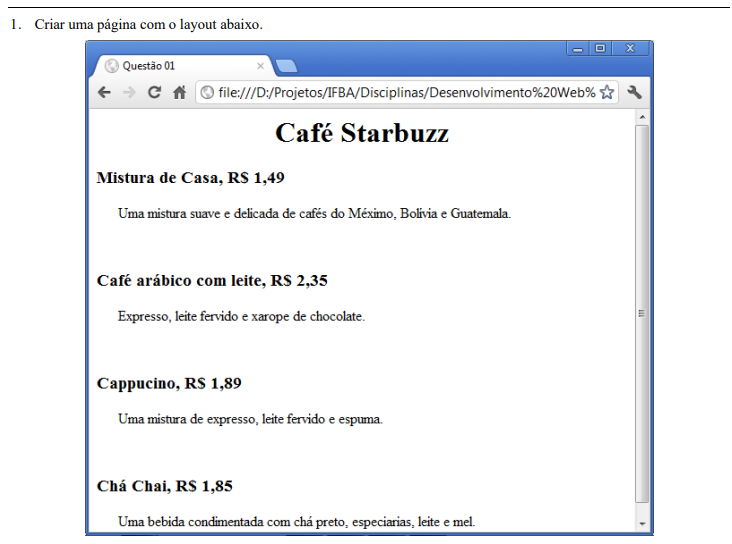 1. Criar uma página com o layout abaixo.
Questão 01
file:///D:/Projetos/IFBA/Disciplinas/Desenvolvimento%20Web%
Café Starbuzz
Mistura de Casa, R$ 1,49
Uma mistura suave e delicada de cafés do Méximo, Bolívia e Guatemala.
Café arábico com leite, R$ 2,35
Expresso, leite fervido e xarope de chocolate.
Cappucino, R$ 1,89
Uma mistura de expresso, leite fervido e espuma.
Chá Chai, R$ 1,85
Uma bebida condimentada com chá preto, especiarias, leite e mel.